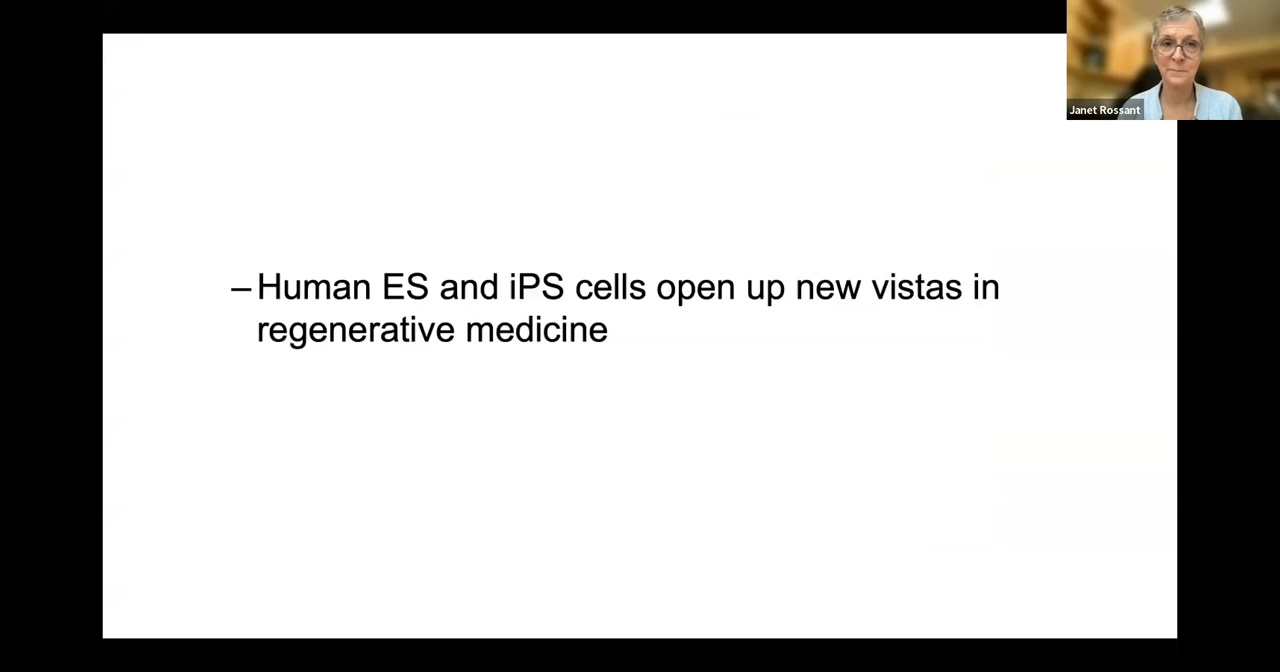 Janet Rossant
– Human ES and iPS cells open up new vistas in
regenerative medicine